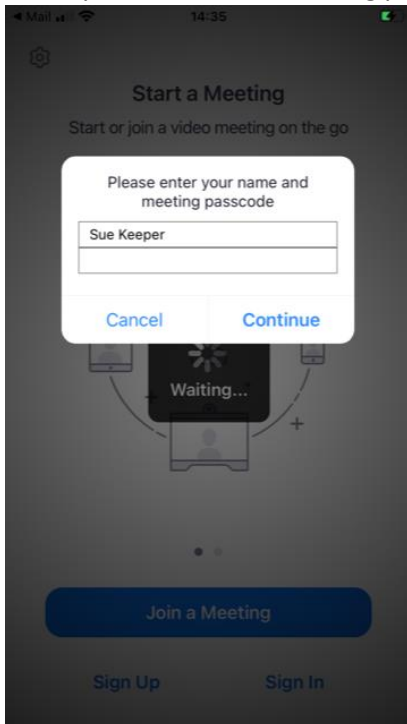 Mail
14:35
Start a Meeting
Start or join a video meeting on the go
Please enter your name and
meeting passcode
Sue Keeper
Cancel Continue
Waiting...
Join a Meeting
Sign Up Sign In